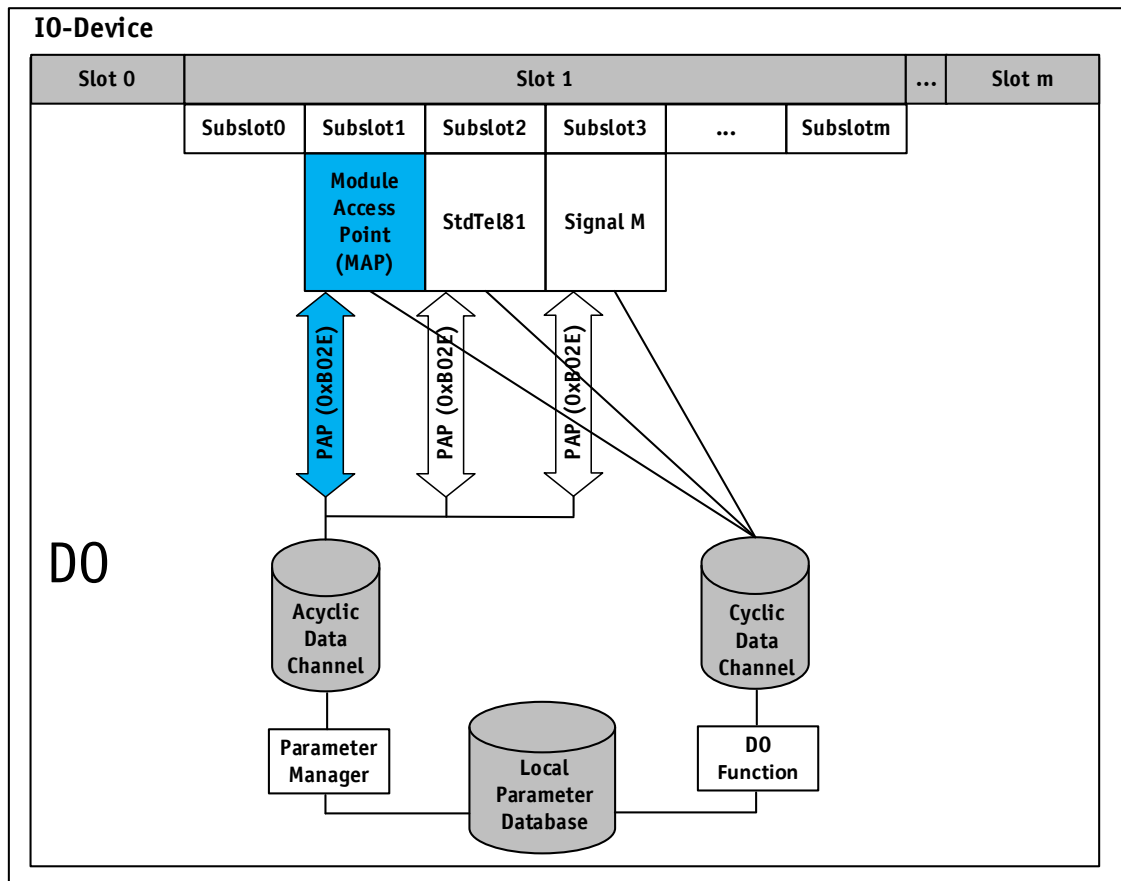 IO-Device
Slot 0
Slot 1
...
Slot m
Subslot0
Subslot1
Subslot2
Subslot3
...
Subslotm
Module
Access
Point
(MAP)
StdTel81
Signal M
PAP (0xB02E)
PAP (0xB02E)
PAP (0xB02E)
DO
Acyclic
Data
Channel
Cyclic
Data
Channel
Parameter
Manager
Local
Parameter
Database
DO
Function